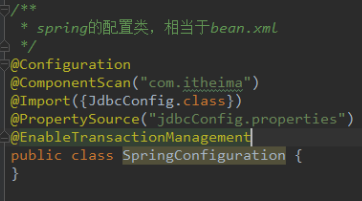 /**
 * spring的配置类，相当于bean.xml
 */
@Configuration
@ComponentScan("com.itheima")
@Import({JdbcConfig.class})
@PropertySource("jdbcConfig.properties")
@EnableTransactionManagement
public class SpringConfiguration {
}